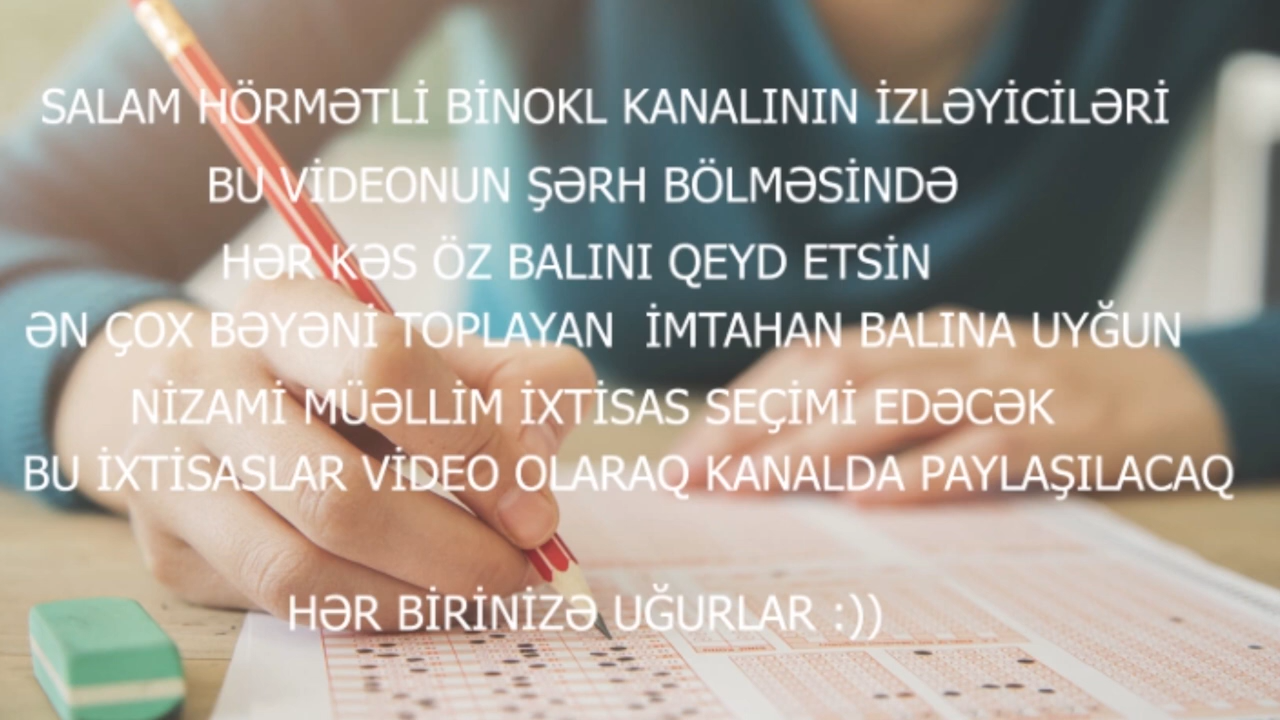 SALAM HÖRMƏTLİ BİNOKL KANALININ İZLƏYİCİLƏRİ
BU VİDEONUN ŞƏRH BÖLMƏSİNDƏ
HƏR KƏS ÖZ BALINI QEYD ETSİN
ƏN ÇOX BƏYƏNİ TOPLAYAN İMTAHAN BALINA UYĞUN
NİZAMİ MÜƏLLİM İXTİSAS SEÇİMİ EDƏCƏK
BU İXTİSASLAR VİDEO OLARAQ KANALDA PAYLAŞILACAQ
HƏR BİRİNİZƏ UĞURLAR :))